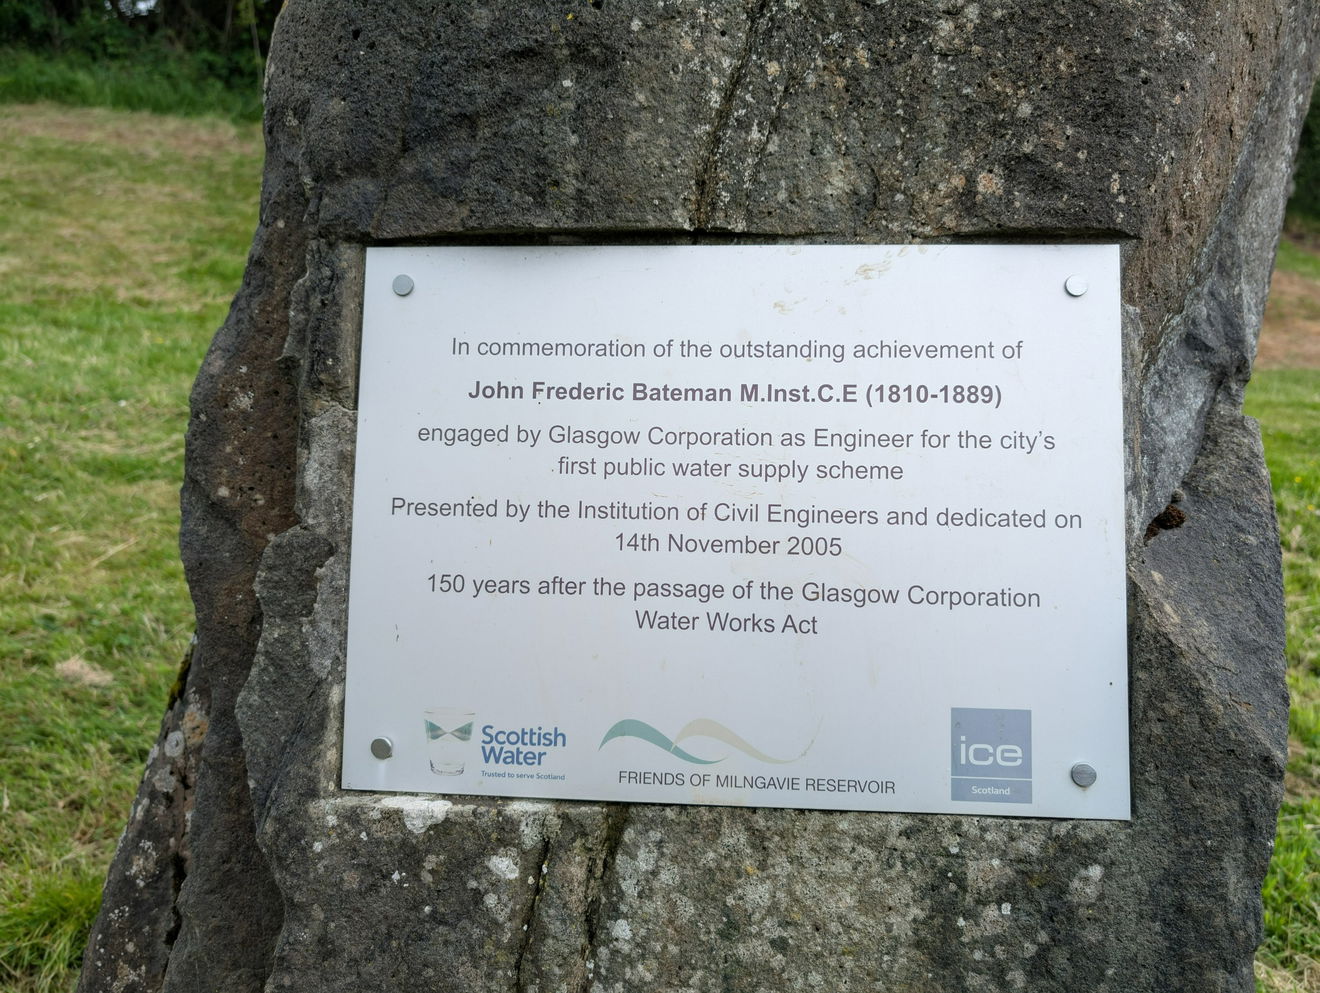 In commemoration of the outstanding achievement of
John Frederic Bateman M.Inst.C.E (1810-1889)
engaged by Glasgow Corporation as Engineer for the city's
first public water supply scheme
Presented by the Institution of Civil Engineers and dedicated on
14th November 2005
150 years after the passage of the Glasgow Corporation
Water Works Act
Scottish
Water
Trusted to serve Scotland
FRIENDS OF MILNGAVIE RESERVOIR
ice
Scotland